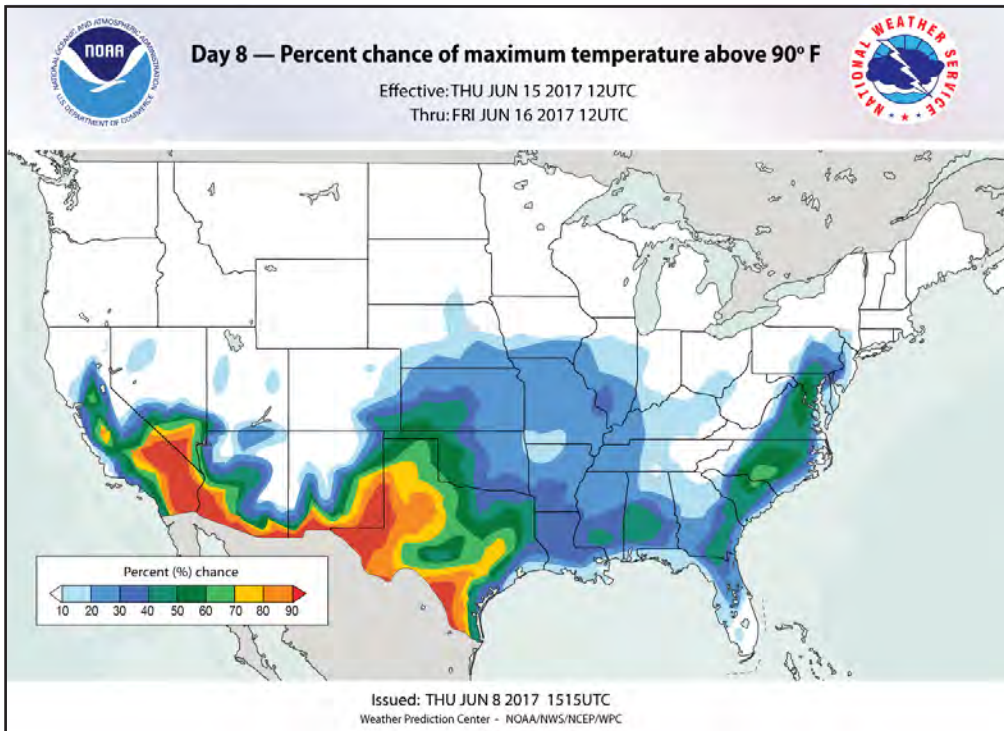 Day 8 — Percent chance of maximum temperature above 90º F
Effective: THU JUN 15 2017 12UTC
Thru: FRI JUN 16 2017 12UTC
NATIONAL OCEANIC AND ATMOSPHERIC ADMINISTRATION
NOAA
U.S. DEPARTMENT OF COMMERCE
NATIONAL WEATHER SERVICE
Percent (%) chance
10 20 30 40 50 60 70 80 90
Issued: THU JUN 8 2017 1515UTC
Weather Prediction Center - NOAA/NWS/NCEP/WPC